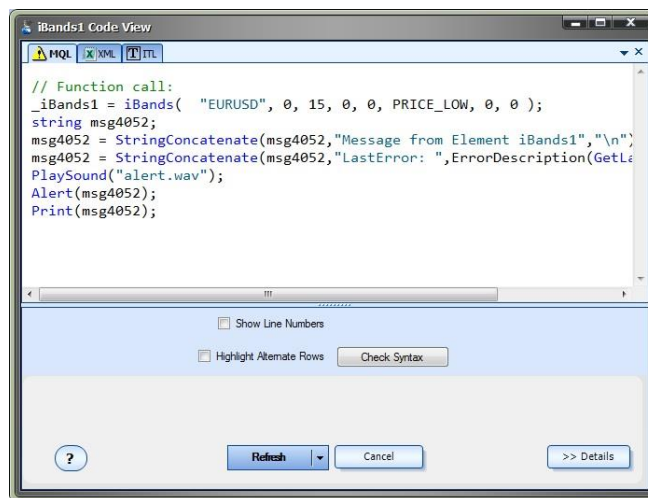 iBands1 Code View
MQL XML ITL
// Function call:
_iBands1 = iBands( "EURUSD", 0, 15, 0, 0, PRICE_LOW, 0, 0 );
string msg4052;
msg4052 = StringConcatenate(msg4052,"Message from Element iBands1","\n")
msg4052 = StringConcatenate(msg4052,"LastError: ",ErrorDescription(GetLa
PlaySound("alert.wav");
Alert(msg4052);
Print(msg4052);
Show Line Numbers
Highlight Alternate Rows Check Syntax
? Refresh Cancel >> Details